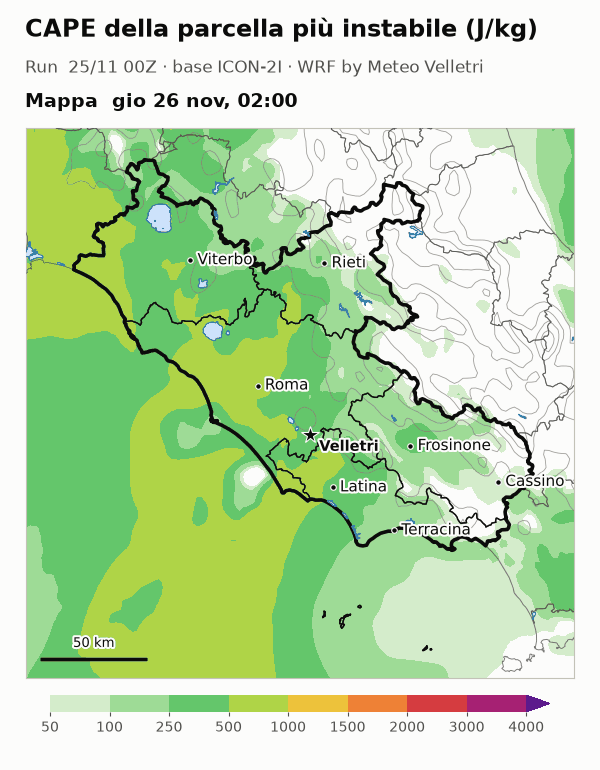 CAPE della parcella più instabile (J/kg)
Run  25/11 00Z · base ICON-2I · WRF by Meteo Velletri
Mappa  gio 26 nov, 02:00
Viterbo
Rieti
Roma
Velletri
Frosinone
Cassino
Latina
Terracina
50 km
50 100 250 500 1000 1500 2000 3000 4000